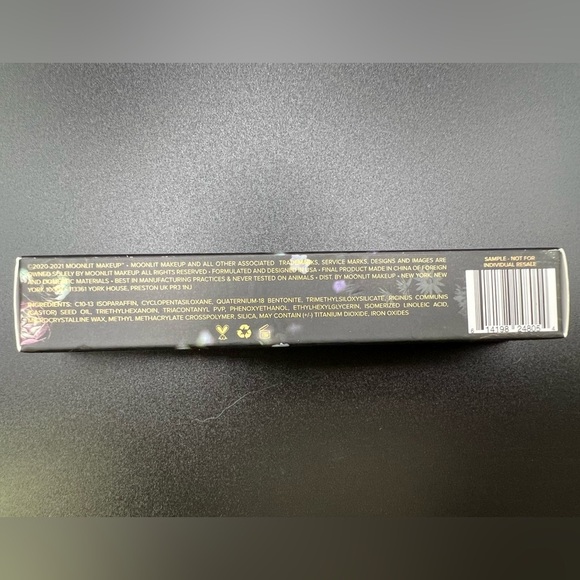 ©2020-2021 MOONLIT MAKEUP™ • MOONLIT MAKEUP AND ALL OTHER ASSOCIATED TRADEMARKS, SERVICE MARKS, DESIGNS AND IMAGES ARE
OWNED SOLELY BY MOONLIT MAKEUP ALL RIGHTS RESERVED • FORMULATED AND DESIGNED IN USA • FINAL PRODUCT MADE IN CHINA OF FOREIGN
AND DOMESTIC MATERIALS • BEST IN MANUFACTURING PRACTICES & NEVER TESTED ON ANIMALS • DIST. BY MOONLIT MAKEUP • NEW YORK, NEW
YORK, YORK HOUSE, PRESTON UK PR3 1NJ
INGREDIENTS: C10-13 ISOPARAFFIN, CYCLOPENTASILOXANE, QUATERNIUM-18 BENTONITE, TRIMETHYLSILOXYSILICATE, RICINUS COMMUNIS
(CASTOR) SEED OIL, TRIETHYLHEXANOIN, TRIACONTANYL PVP, PHENOXYETHANOL, ETHYLHEXYLGLYCERIN, ISOMERIZED LINOLEIC ACID,
MICROCRYSTALLINE WAX, METHYL METHACRYLATE CROSSPOLYMER, SILICA, MAY CONTAIN (+/-) TITANIUM DIOXIDE, IRON OXIDES
SAMPLE - NOT FOR
INDIVIDUAL RESALE